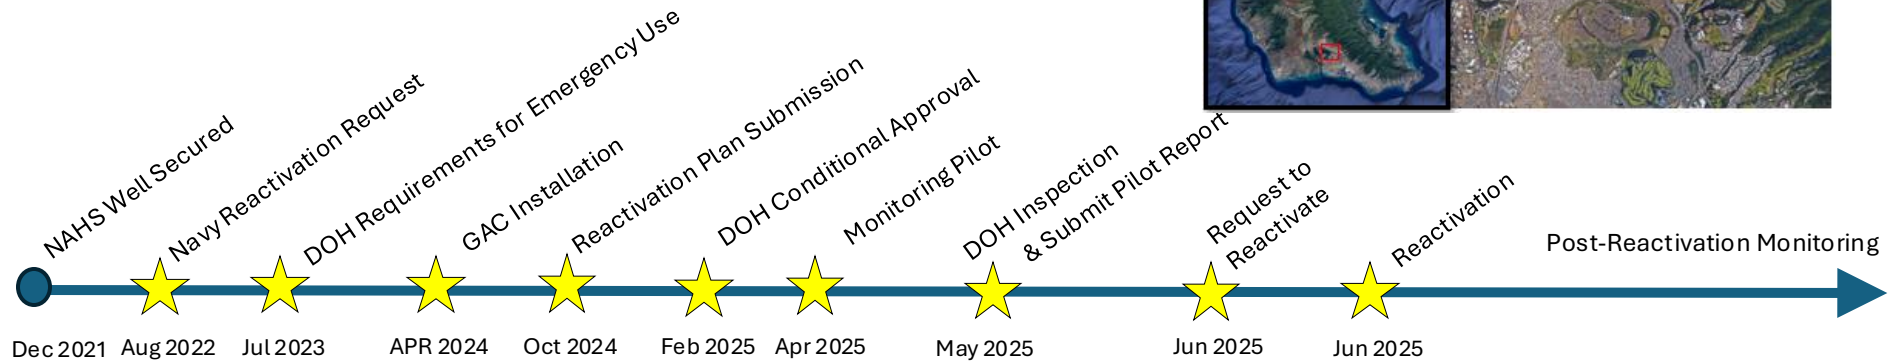 NAHS Well Secured
Navy Reactivation Request
DOH Requirements for Emergency Use
GAC Installation
Reactivation Plan Submission
DOH Conditional Approval
Monitoring Pilot
DOH Inspection
& Submit Pilot Report
Request to
Reactivate
Reactivation
Post-Reactivation Monitoring
Dec 2021
Aug 2022
Jul 2023
APR 2024
Oct 2024
Feb 2025
Apr 2025
May 2025
Jun 2025
Jun 2025